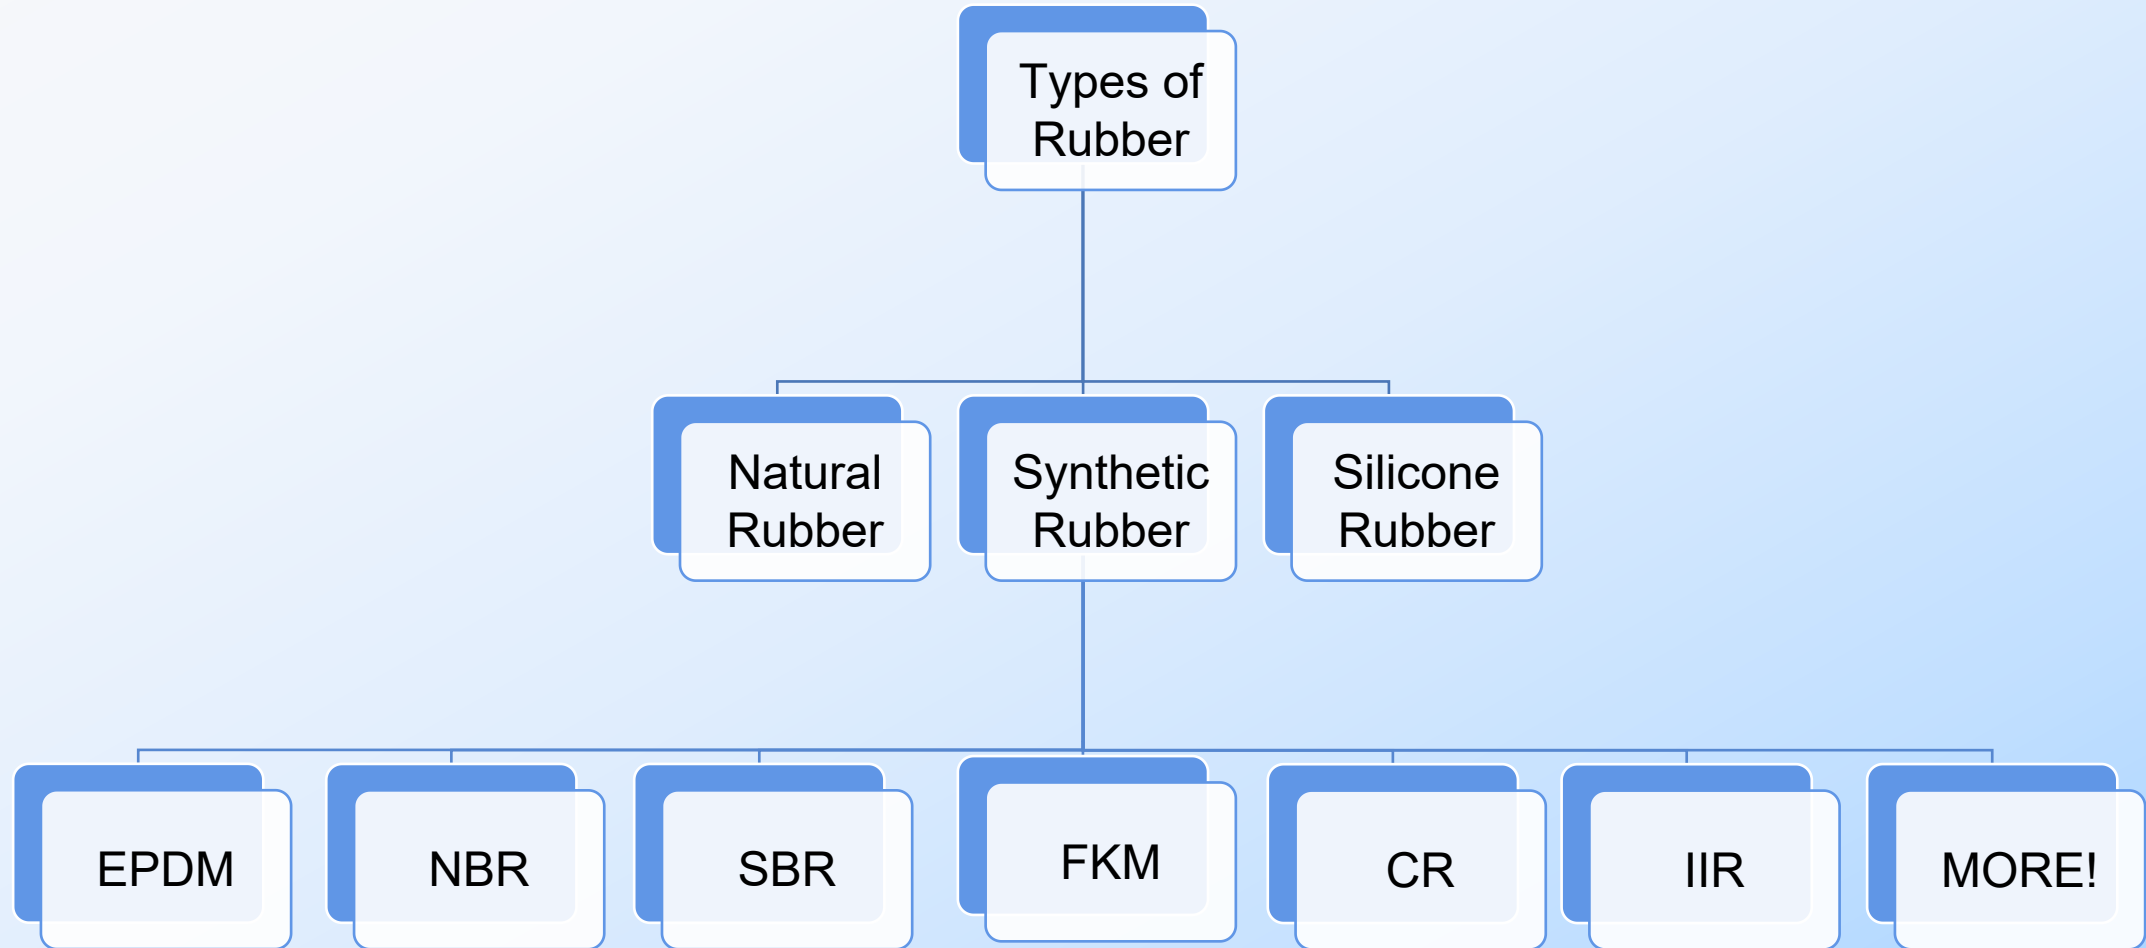 Types of
Rubber
Natural
Rubber
Synthetic
Rubber
Silicone
Rubber
EPDM
NBR
SBR
FKM
CR
IIR
MORE!